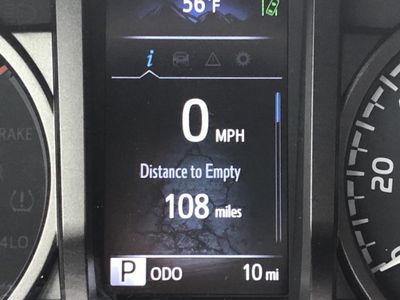 56°F
i
0 MPH
Distance to Empty
108 miles
P ODO 10 mi
RAKE
4LO
20